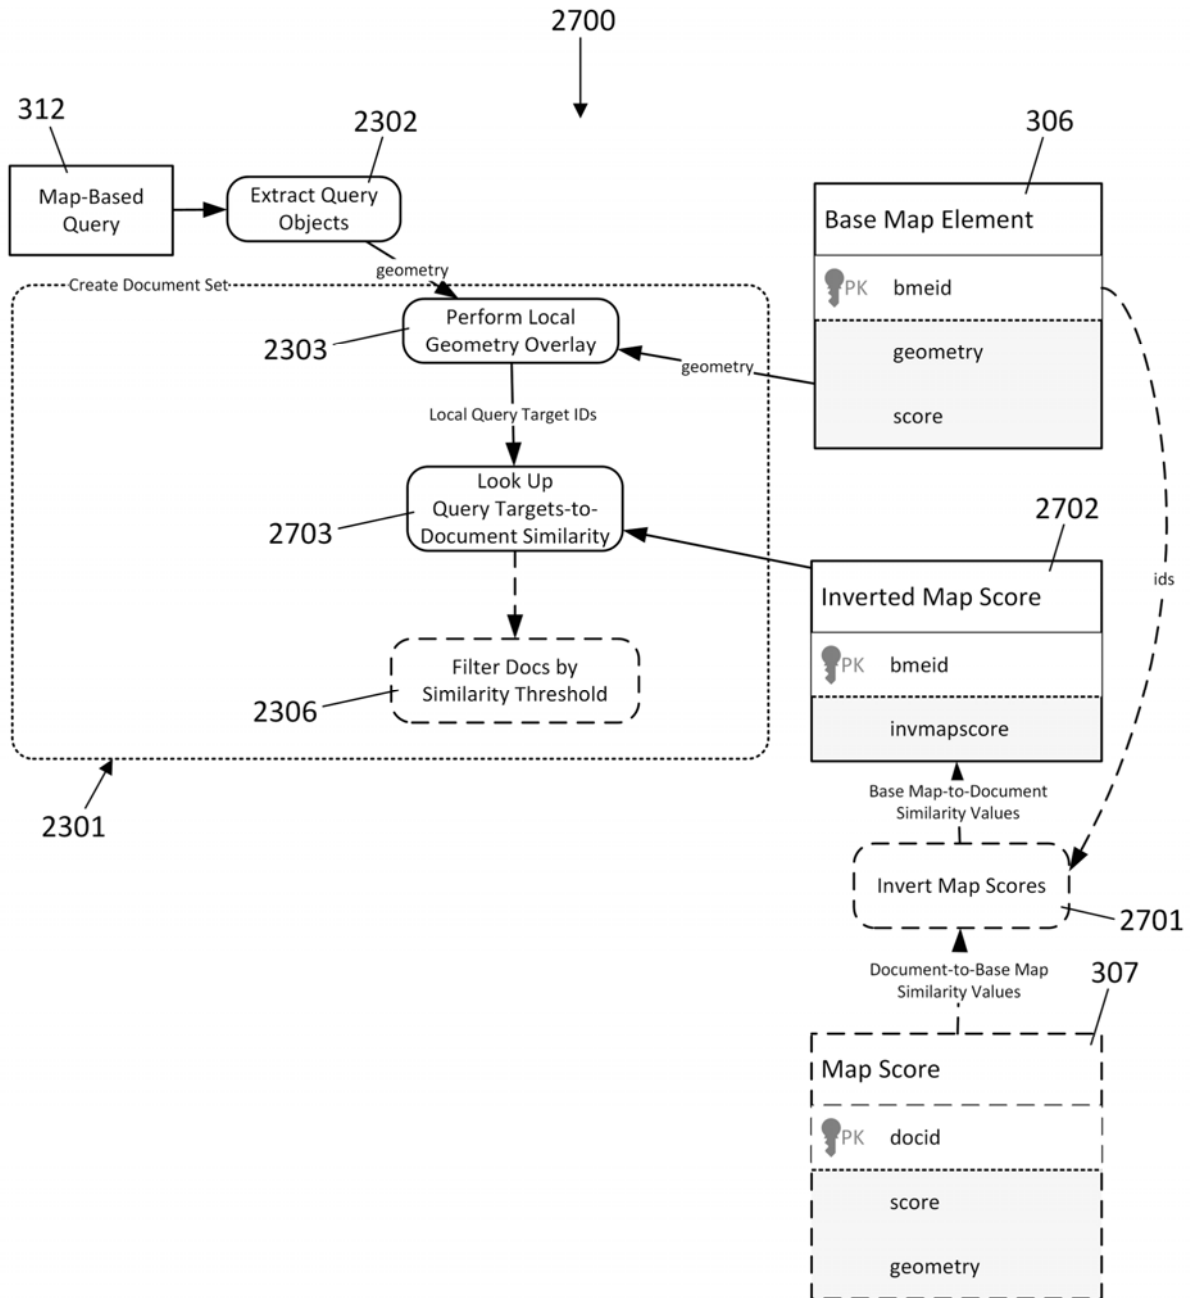 2700
312
2302
306
Map-Based
Query
Extract Query
Objects
Base Map Element
geometry
PK bmeid
Create Document Set
Perform Local
Geometry Overlay
2303
geometry
geometry
score
Local Query Target IDs
Look Up
Query Targets-to-
Document Similarity
2703
2702
ids
Inverted Map Score
Filter Docs by
Similarity Threshold
2306
PK bmeid
invmapscore
2301
Base Map-to-Document
Similarity Values
Invert Map Scores
2701
Document-to-Base Map
Similarity Values
307
Map Score
PK docid
score
geometry